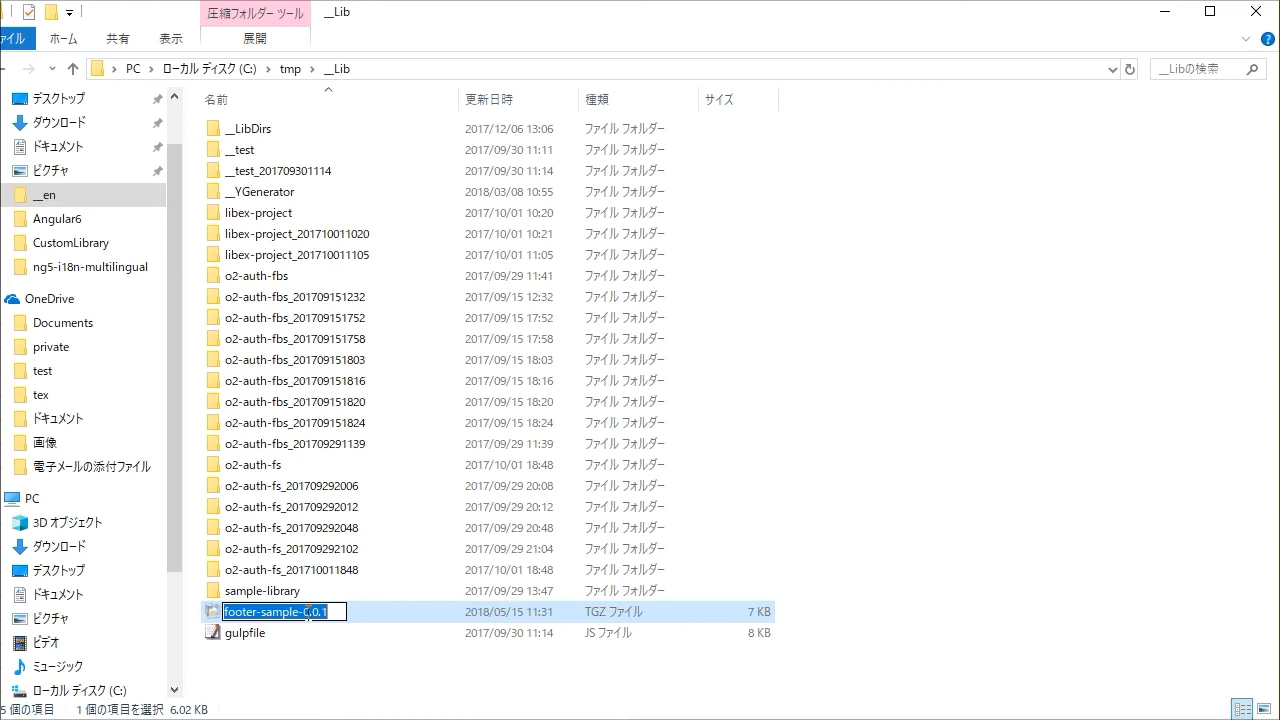 圧縮フォルダー ツール
__Lib
ァイル
ホーム
共有
表示
展開
PC
ローカル ディスク (C:)
tmp
__Lib
__Libの検索
名前
更新日時
種類
サイズ
デスクトップ
ダウンロード
ドキュメント
ピクチャ
__en
Angular6
CustomLibrary
ng5-i18n-multilingual
OneDrive
Documents
private
test
tex
ドキュメント
画像
電子メールの添付ファイル
PC
3D オブジェクト
ダウンロード
デスクトップ
ドキュメント
ピクチャ
ビデオ
ミュージック
ローカル ディスク (C:)
__LibDirs 2017/12/06 13:06 ファイル フォルダー
__test 2017/09/30 11:11 ファイル フォルダー
__test_201709301114 2017/09/30 11:14 ファイル フォルダー
__YGenerator 2018/03/08 10:55 ファイル フォルダー
libex-project 2017/10/01 10:20 ファイル フォルダー
libex-project_201710011020 2017/10/01 10:21 ファイル フォルダー
libex-project_201710011105 2017/10/01 11:05 ファイル フォルダー
o2-auth-fbs 2017/09/29 11:41 ファイル フォルダー
o2-auth-fbs_201709151232 2017/09/15 12:32 ファイル フォルダー
o2-auth-fbs_201709151752 2017/09/15 17:52 ファイル フォルダー
o2-auth-fbs_201709151758 2017/09/15 17:58 ファイル フォルダー
o2-auth-fbs_201709151803 2017/09/15 18:03 ファイル フォルダー
o2-auth-fbs_201709151816 2017/09/15 18:16 ファイル フォルダー
o2-auth-fbs_201709151820 2017/09/15 18:20 ファイル フォルダー
o2-auth-fbs_201709151824 2017/09/15 18:24 ファイル フォルダー
o2-auth-fbs_201709291139 2017/09/29 11:39 ファイル フォルダー
o2-auth-fs 2017/10/01 18:48 ファイル フォルダー
o2-auth-fs_201709292006 2017/09/29 20:08 ファイル フォルダー
o2-auth-fs_201709292012 2017/09/29 20:12 ファイル フォルダー
o2-auth-fs_201709292048 2017/09/29 20:48 ファイル フォルダー
o2-auth-fs_201709292102 2017/09/29 21:04 ファイル フォルダー
o2-auth-fs_201710011848 2017/10/01 18:48 ファイル フォルダー
sample-library 2017/09/29 13:47 ファイル フォルダー
footer-sample-0.0.1 2018/05/15 11:31 TGZ ファイル 7 KB
gulpfile 2017/09/30 11:14 JS ファイル 8 KB
5 個の項目
1 個の項目を選択 6.02 KB